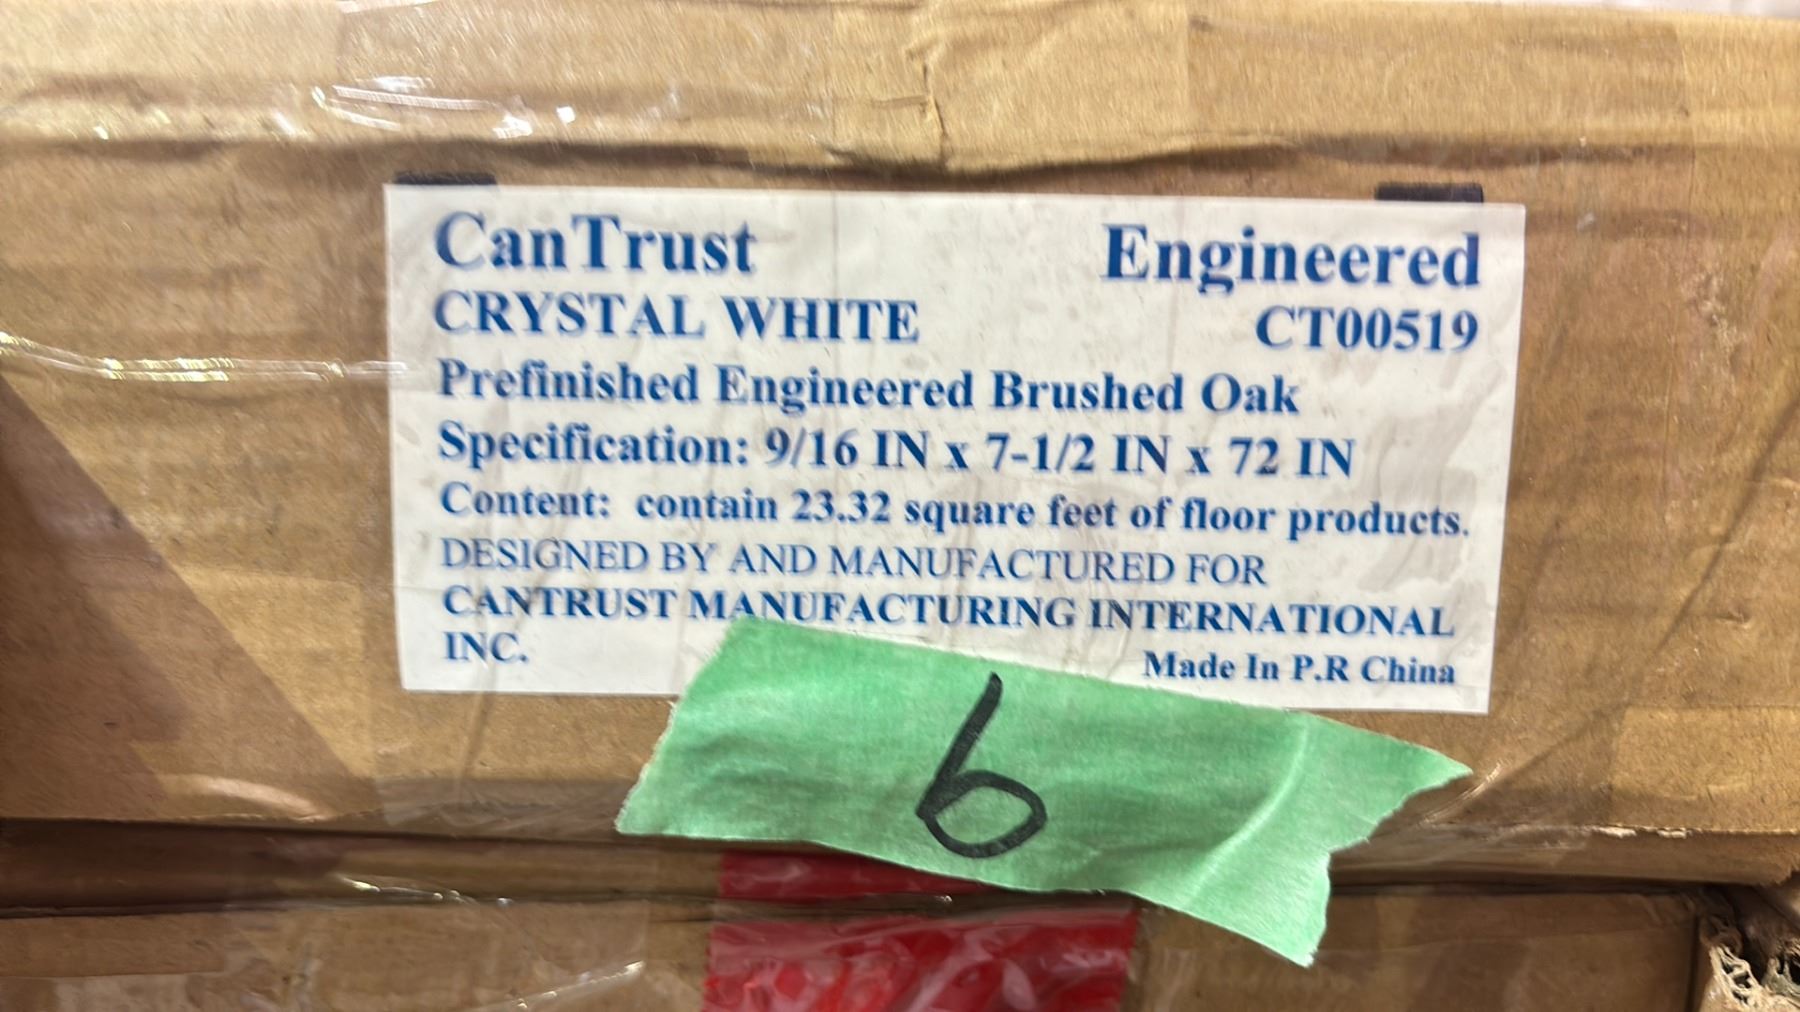 CanTrust Engineered
CRYSTAL WHITE CT00519
Prefinished Engineered Brushed Oak
Specification: 9/16 IN x 7-1/2 IN x 72 IN
Content: contain 23.32 square feet of floor products.
DESIGNED BY AND MANUFACTURED FOR
CANTRUST MANUFACTURING INTERNATIONAL
INC. Made In P.R China
6